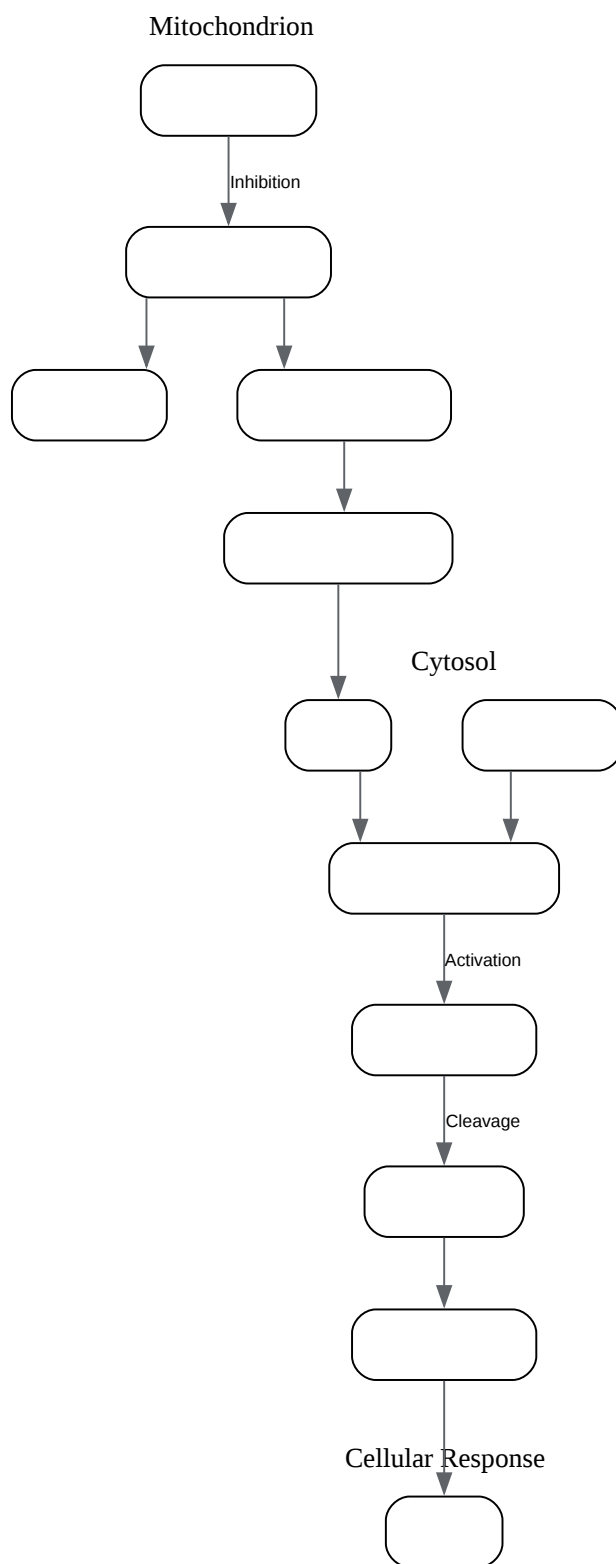 Mitochondrion
Inhibition
Cytosol
Activation
Cleavage
Cellular Response